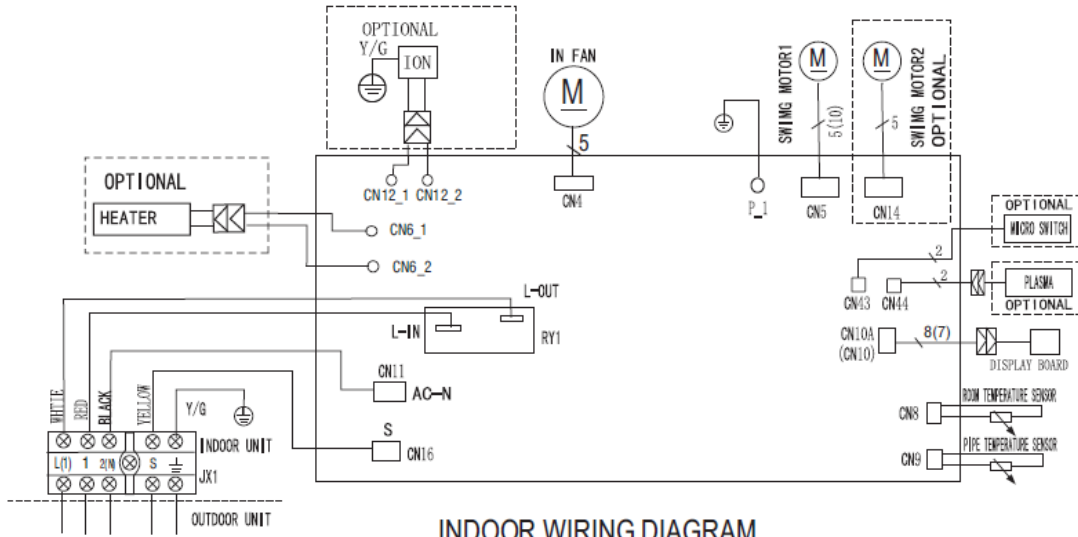 OPTIONAL
Y/G
ION
IN FAN
M
5
SWIMG MOTOR1
M
5(10)
M
5
SWIMG MOTOR2
OPTIONAL
OPTIONAL
HEATER
CN12_1 CN12_2
CN4
P_1
CN5
CN14
CN6_1
CN6_2
OPTIONAL
MICRO SWITCH
2
CN43
CN44
2
PLASMA
OPTIONAL
L-OUT
L-IN
RY1
CN10A
(CN10)
8(7)
DISPLAY BOARD
CN11
AC-N
WHTIE
RED
BLACK
YELLOW
Y/G
S
CN16
CN8
ROOM TEMPERATURE SENSOR
CN9
PIPE TEMPERATURE SENSOR
INDOOR UNIT
L(1) 1 2(N) S
JX1
OUTDOOR UNIT
INDOOR WIRING DIAGRAM